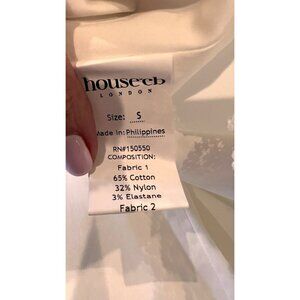 house of cb
LONDON
Size: S
Made in: Philippines
RN#150550
COMPOSITION:
Fabric 1
65% Cotton
32% Nylon
3% Elastane
Fabric 2